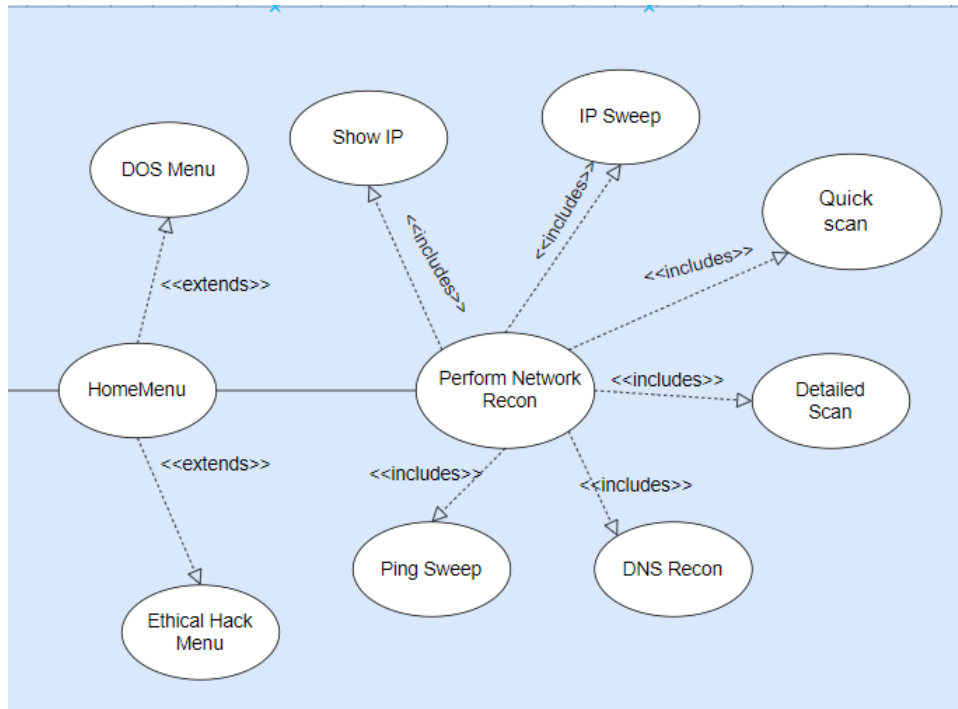 IP Sweep
Show IP
DOS Menu
Quick
scan
<<includes>>
<<includes>>
<<includes>>
<<extends>>
HomeMenu
Perform Network
Recon
<<includes>>
Detailed
Scan
<<extends>>
<<includes>>
<<includes>>
Ping Sweep
DNS Recon
Ethical Hack
Menu